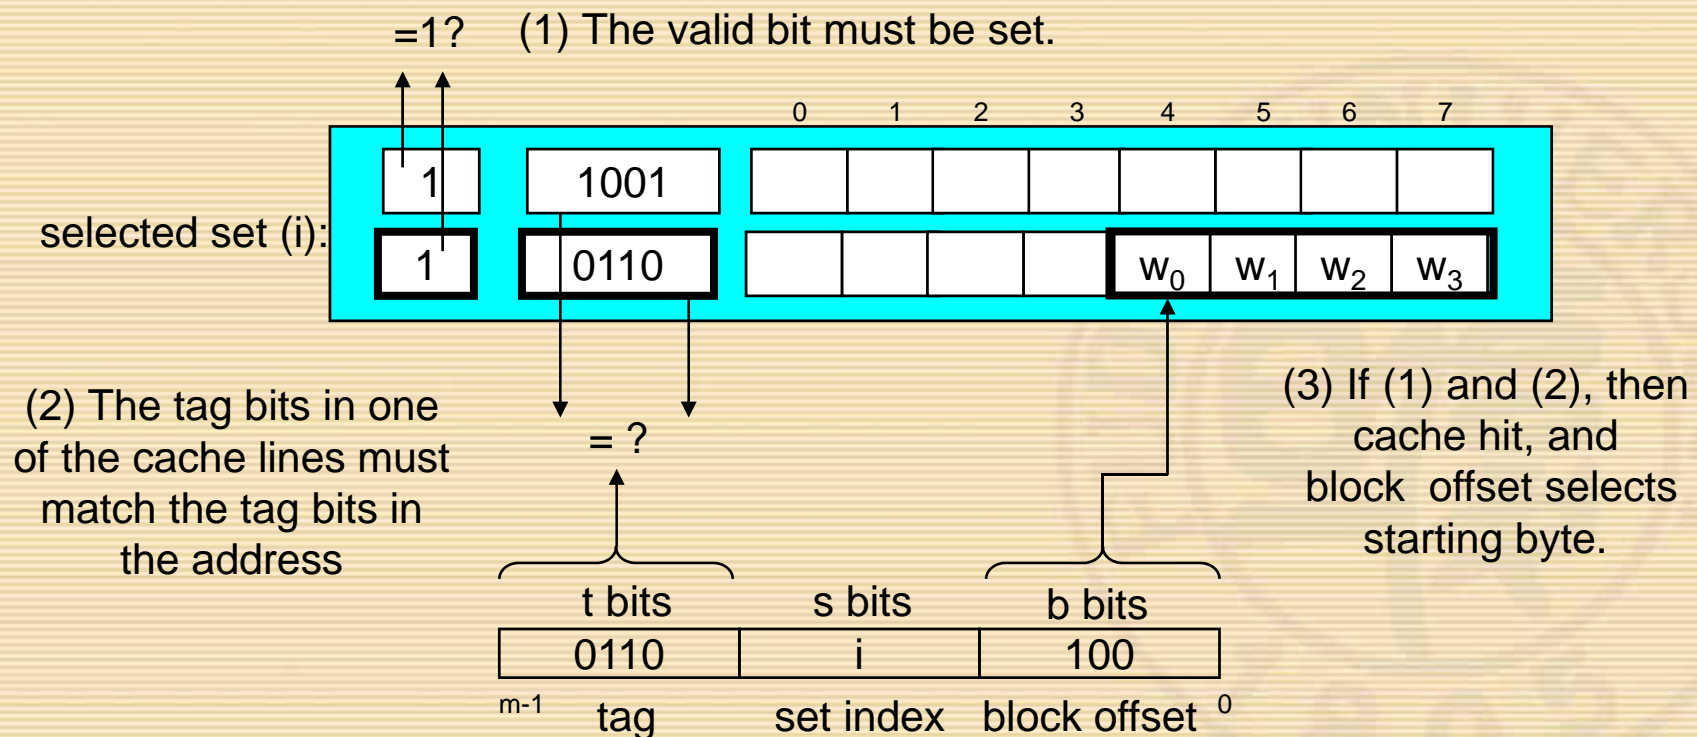 =1? (1) The valid bit must be set.
0 1 2 3 4 5 6 7
1 1001
selected set (i):
1 0110 w0 w1 w2 w3
(2) The tag bits in one
of the cache lines must
match the tag bits in
the address
= ?
(3) If (1) and (2), then
cache hit, and
block offset selects
starting byte.
t bits s bits b bits
0110 i 100
m-1 tag set index block offset 0